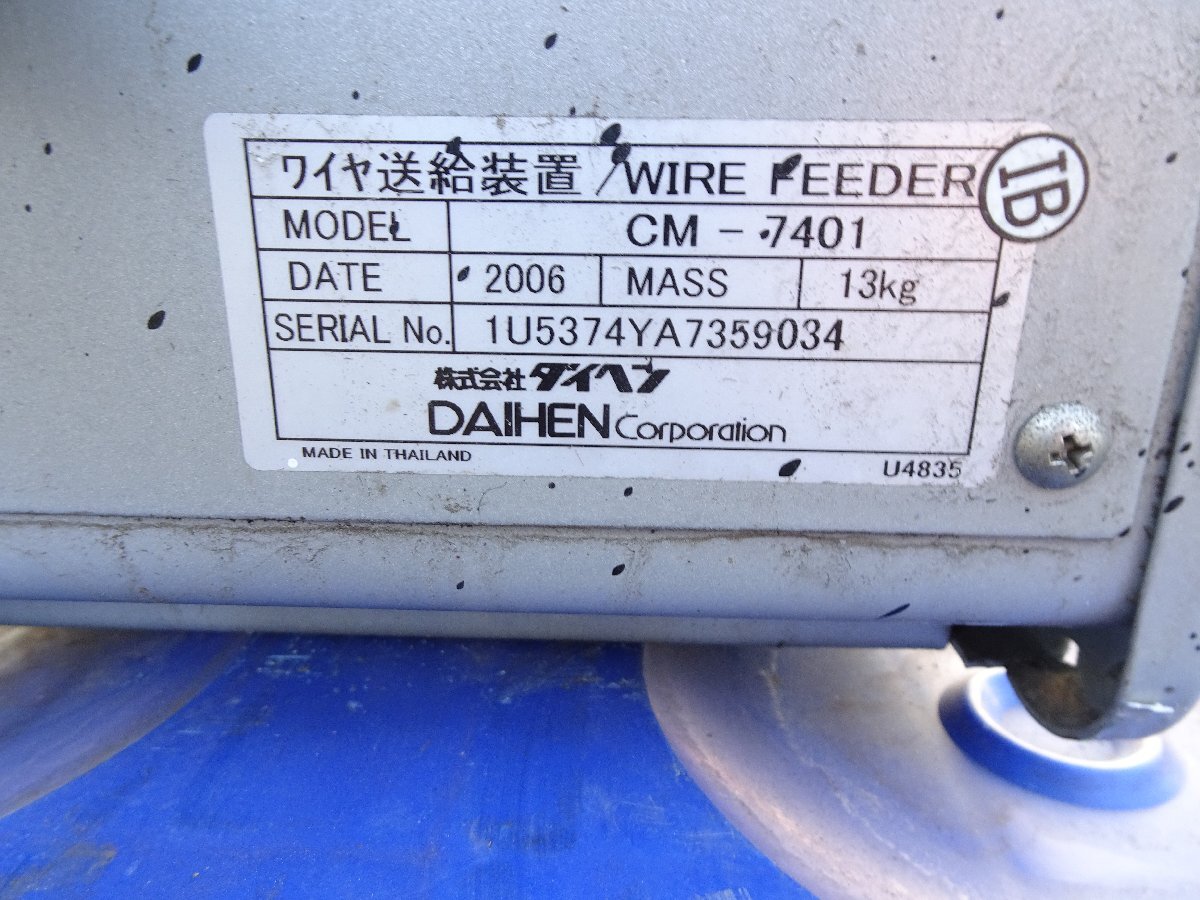 ワイヤ送給装置/WIRE FEEDER
IB
MODEL CM-7401
DATE 2006 MASS 13kg
SERIAL No. 1U5374YA7359034
株式会社ダイヘン
DAIHEN Corporation
MADE IN THAILAND U4835